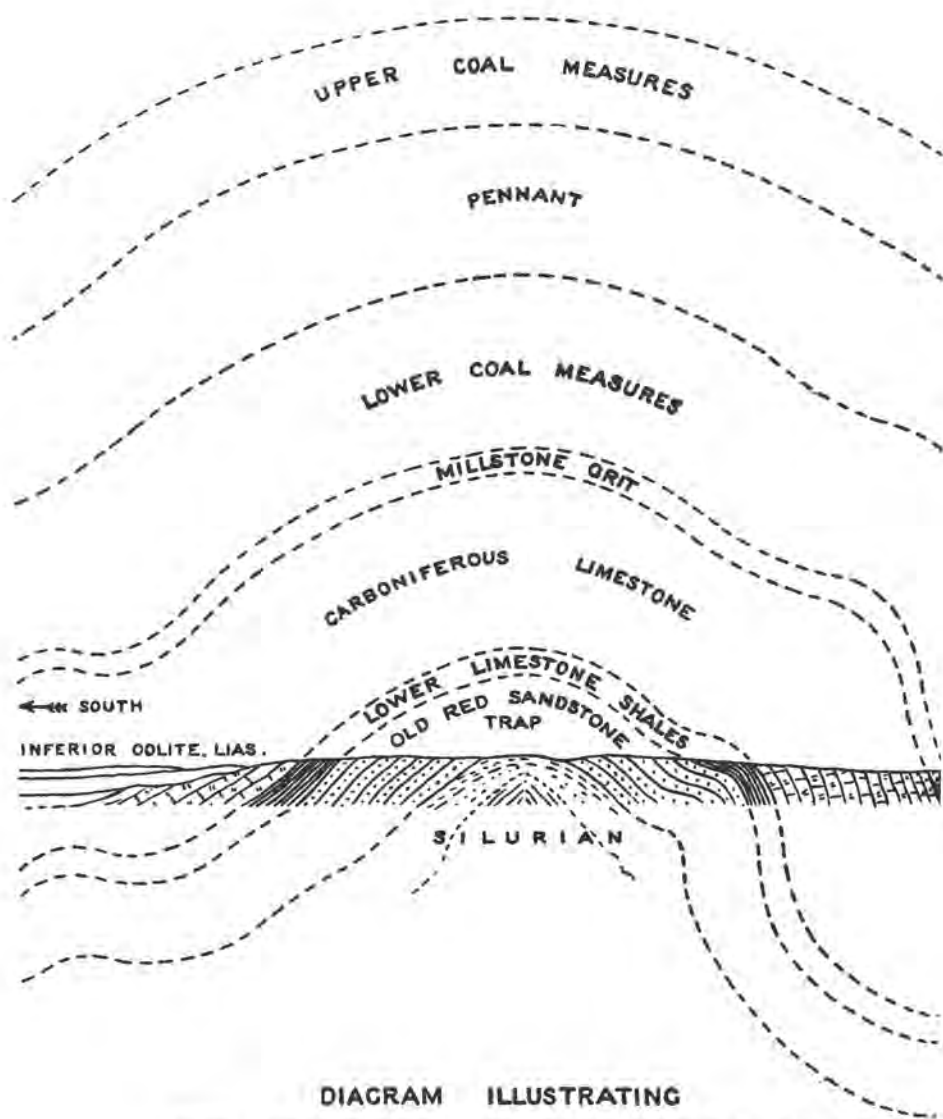 UPPER COAL MEASURES
PENNANT
LOWER COAL MEASURES
MILLSTONE GRIT
CARBONIFEROUS LIMESTONE
LOWER LIMESTONE SHALES
OLD RED SANDSTONE
TRAP
SOUTH
INFERIOR OOLITE, LIAS.
SILURIAN
DIAGRAM ILLUSTRATING